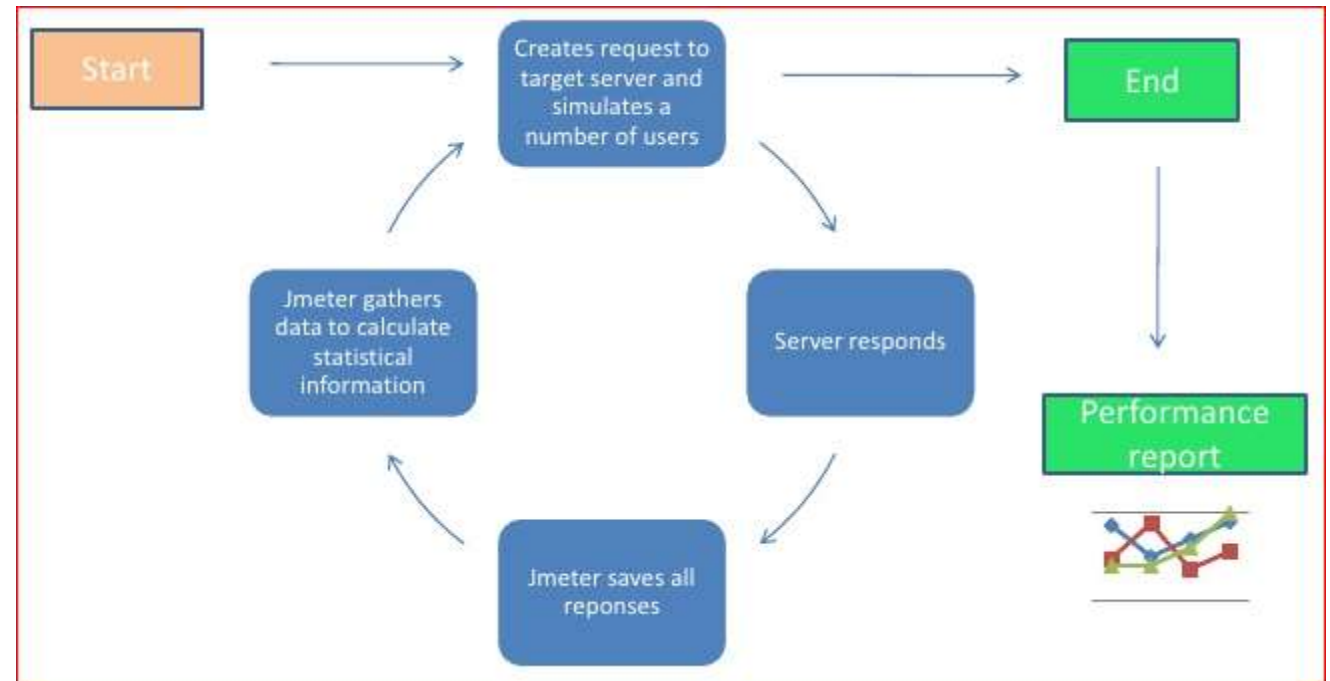 Start
Creates request to
target server and
simulates a
number of users
End
Server responds
Performance
report
Jmeter saves all
reponses
Jmeter gathers
data to calculate
statistical
information